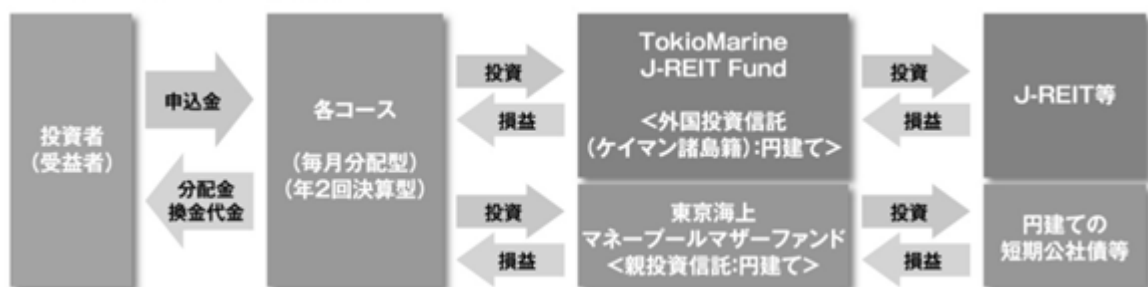 投資者
(受益者)
申込金
分配金
換金代金
各コース
(毎月分配型)
(年2回決算型)
投資
損益
TokioMarine
J-REIT Fund
<外国投資信託
(ケイマン諸島籍):円建て>
投資
損益
J-REIT等
投資
損益
東京海上
マネープールマザーファンド
<親投資信託:円建て>
投資
損益
円建ての
短期公社債等